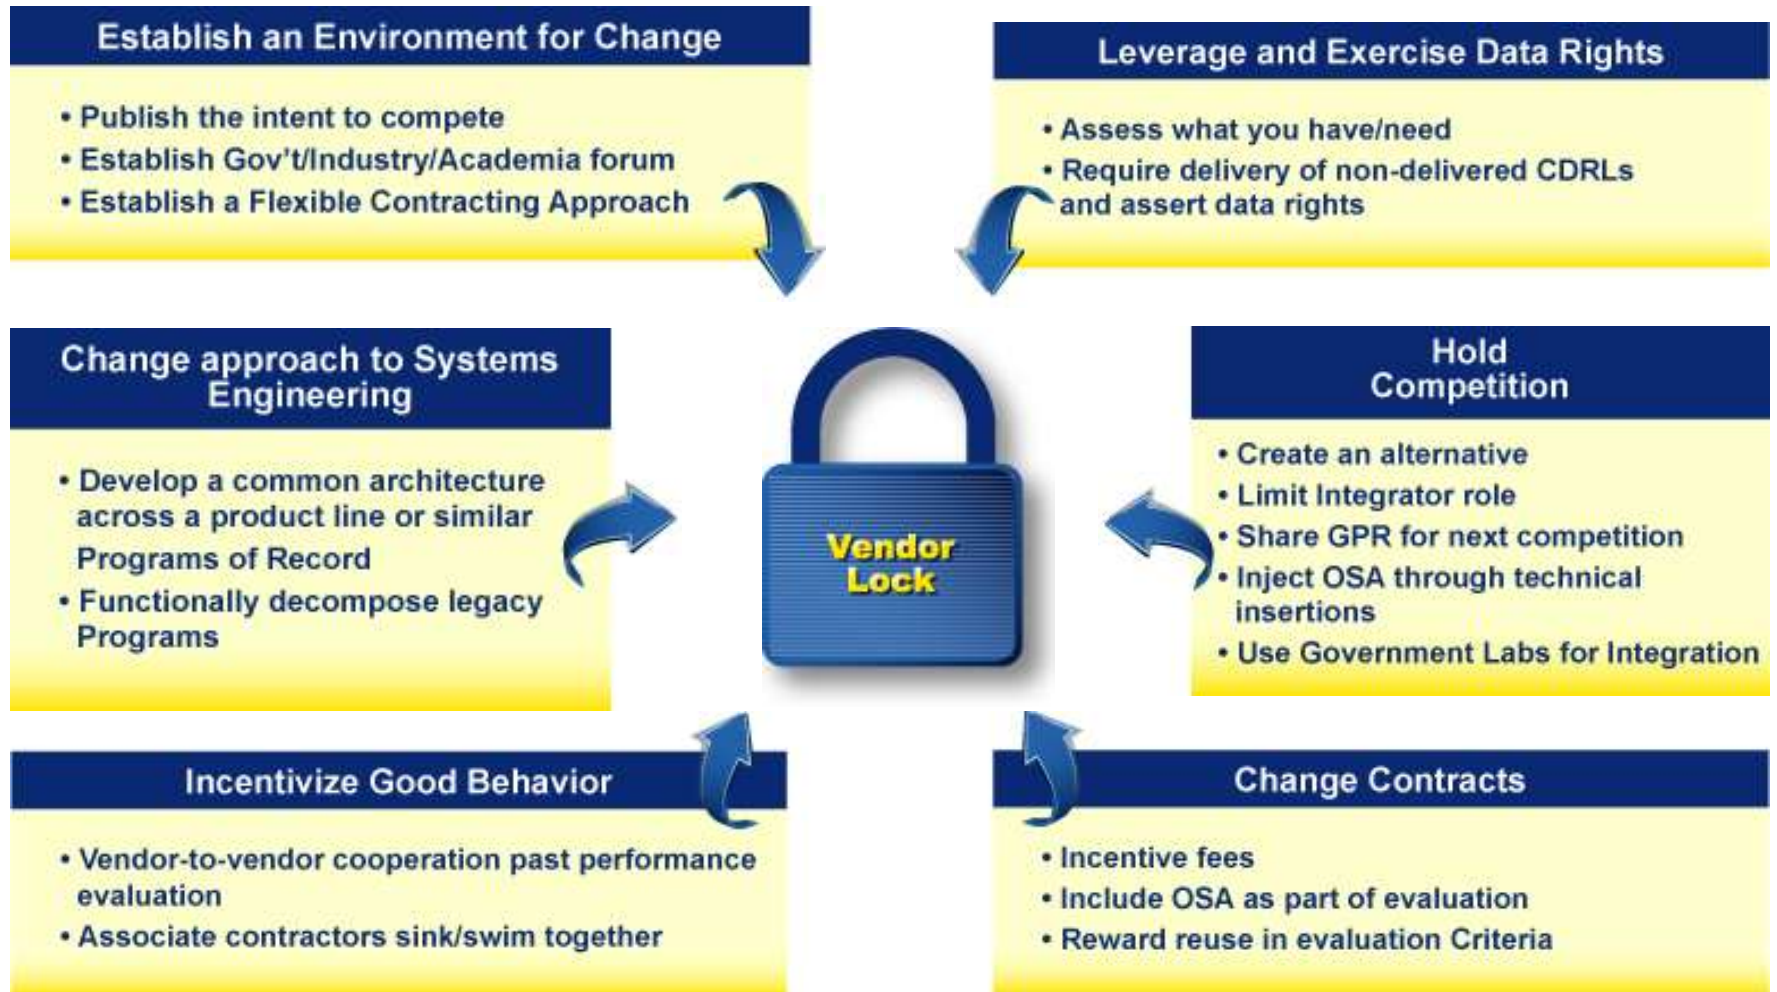 Establish an Environment for Change
• Publish the intent to compete
• Establish Gov't/Industry/Academia forum
• Establish a Flexible Contracting Approach
Leverage and Exercise Data Rights
• Assess what you have/need
• Require delivery of non-delivered CDRLs
and assert data rights
Change approach to Systems
Engineering
• Develop a common architecture
across a product line or similar
Programs of Record
• Functionally decompose legacy
Programs
Vendor
Lock
Hold
Competition
• Create an alternative
• Limit Integrator role
• Share GPR for next competition
• Inject OSA through technical
insertions
• Use Government Labs for Integration
Incentivize Good Behavior
• Vendor-to-vendor cooperation past performance
evaluation
• Associate contractors sink/swim together
Change Contracts
• Incentive fees
• Include OSA as part of evaluation
• Reward reuse in evaluation Criteria